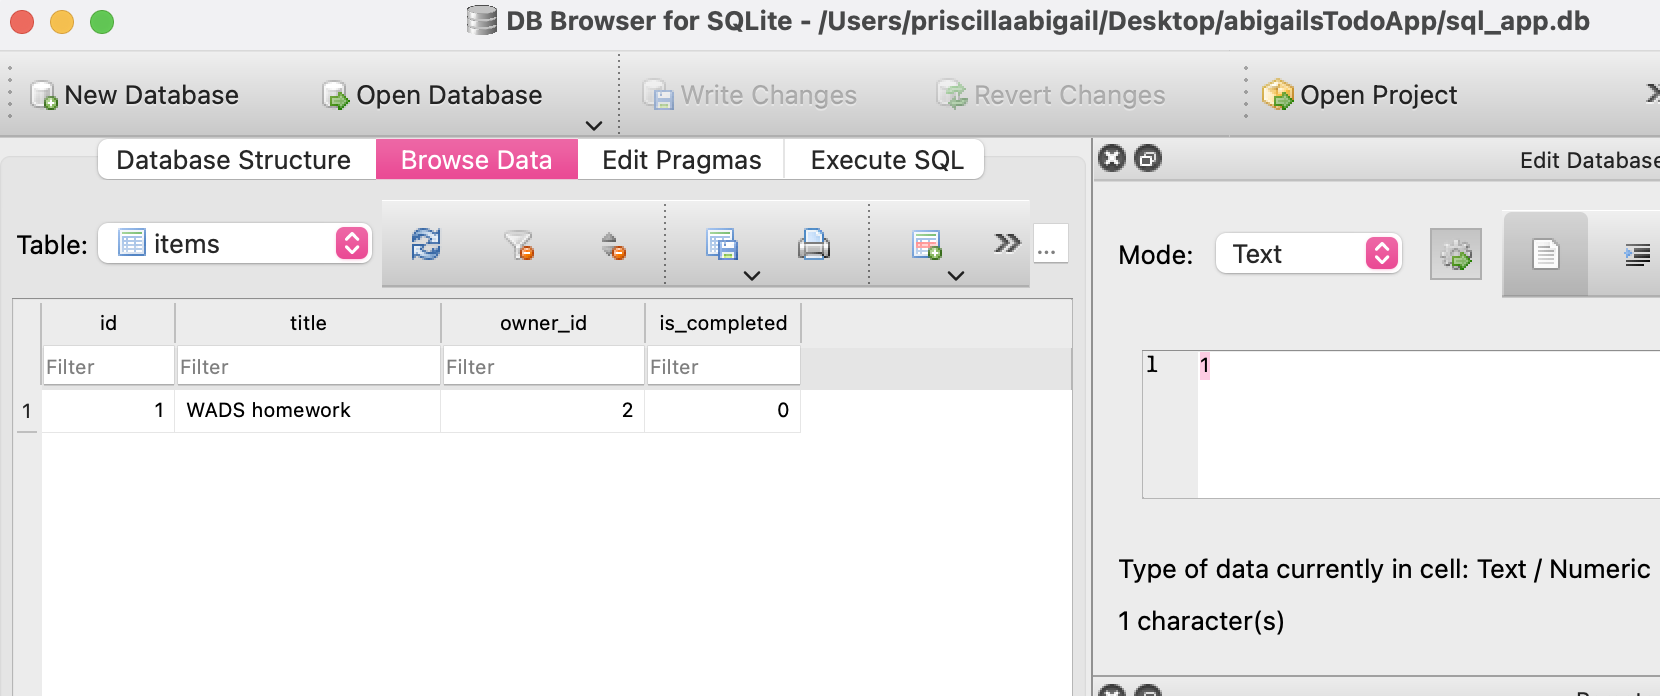 DB Browser for SQLite - /Users/priscillaabigail/Desktop/abigailsTodoApp/sql_app.db
New Database Open Database Write Changes Revert Changes Open Project
Database Structure Browse Data Edit Pragmas Execute SQL
Edit Database
Table: items ...
Mode: Text
id title owner_id is_completed
Filter Filter Filter Filter
1 1 WADS homework 2 0
1 1
Type of data currently in cell: Text / Numeric
1 character(s)